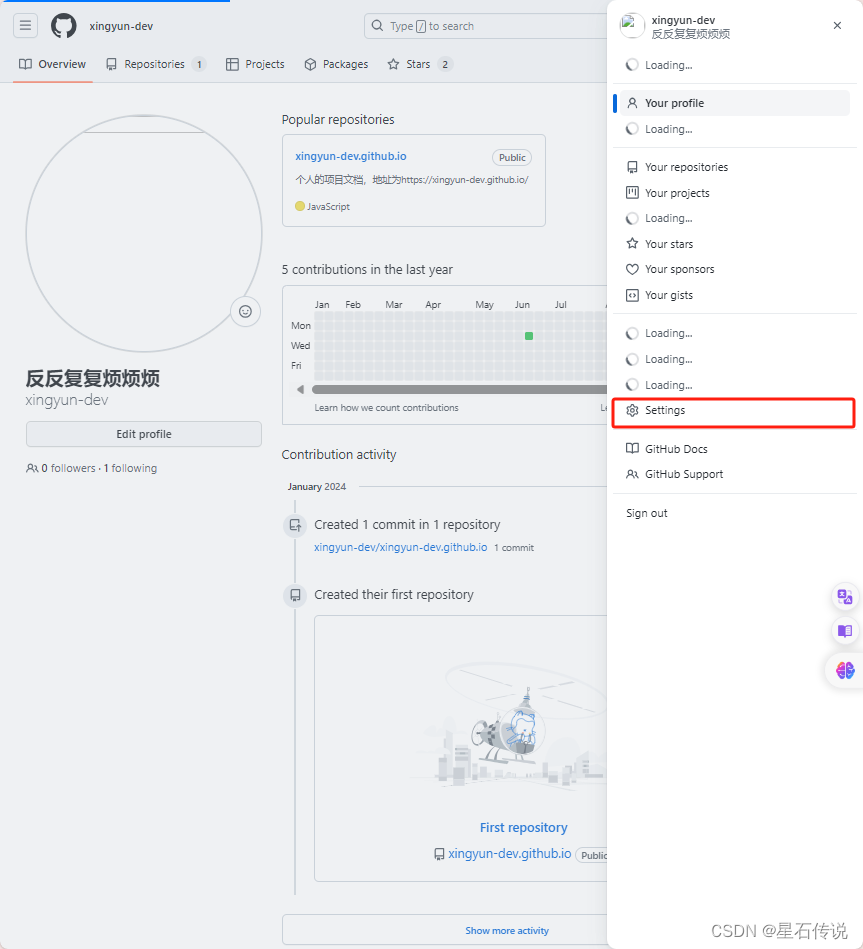 xingyun-dev
Type / to search
Overview
Repositories 1
Projects
Packages
Stars 2
反反复复烦烦烦
xingyun-dev
Edit profile
0 followers · 1 following
Popular repositories
xingyun-dev.github.io
Public
个人的项目文档，地址为https://xingyun-dev.github.io/
JavaScript
5 contributions in the last year
Jan Feb Mar Apr May Jun Jul
Mon
Wed
Fri
Learn how we count contributions
Contribution activity
January 2024
Created 1 commit in 1 repository
xingyun-dev/xingyun-dev.github.io 1 commit
Created their first repository
First repository
xingyun-dev.github.io Public
Show more activity
xingyun-dev
反反复复烦烦烦
Loading...
Your profile
Loading...
Your repositories
Your projects
Loading...
Your stars
Your sponsors
Your gists
Loading...
Loading...
Loading...
Settings
GitHub Docs
GitHub Support
Sign out
CSDN @星石传说